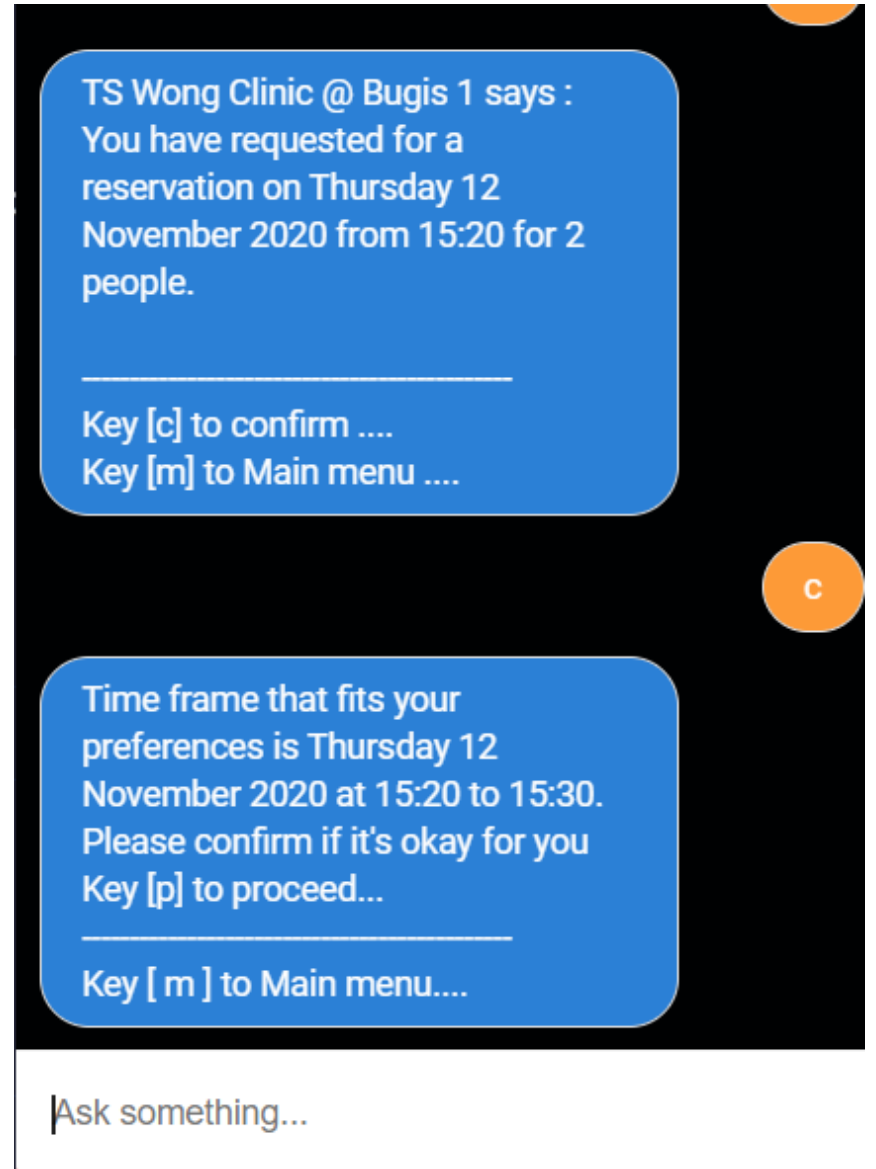 TS Wong Clinic @ Bugis 1 says :
You have requested for a
reservation on Thursday 12
November 2020 from 15:20 for 2
people.
Key [c] to confirm ....
Key [m] to Main menu ....
c
Time frame that fits your
preferences is Thursday 12
November 2020 at 15:20 to 15:30.
Please confirm if it's okay for you
Key [p] to proceed...
Key [ m ] to Main menu....
Ask something...